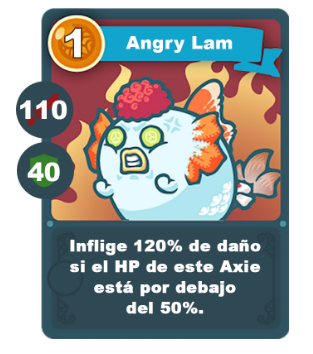 1
Angry Lam
110
40
Inflige 120% de daño
si el HP de este Axie
está por debajo
del 50%.